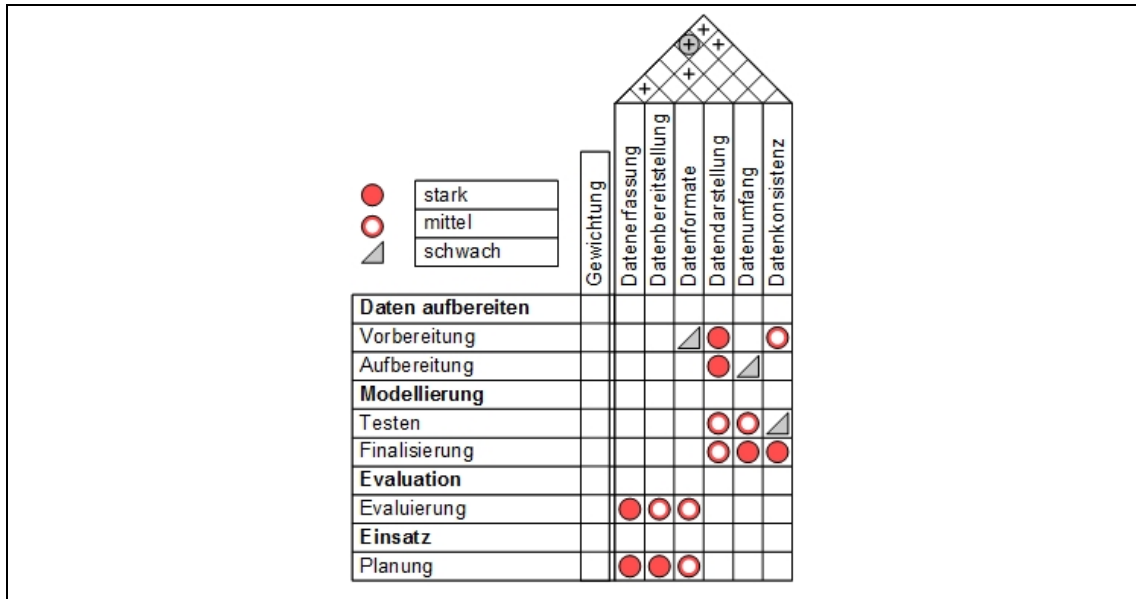 +
+ +
+
+
Gewichtung
Datenerfassung
Datenbereitstellung
Datenformate
Datendarstellung
Datenumfang
Datenkonsistenz
stark
mittel
schwach
Daten aufbereiten
Vorbereitung
Aufbereitung
Modellierung
Testen
Finalisierung
Evaluation
Evaluierung
Einsatz
Planung